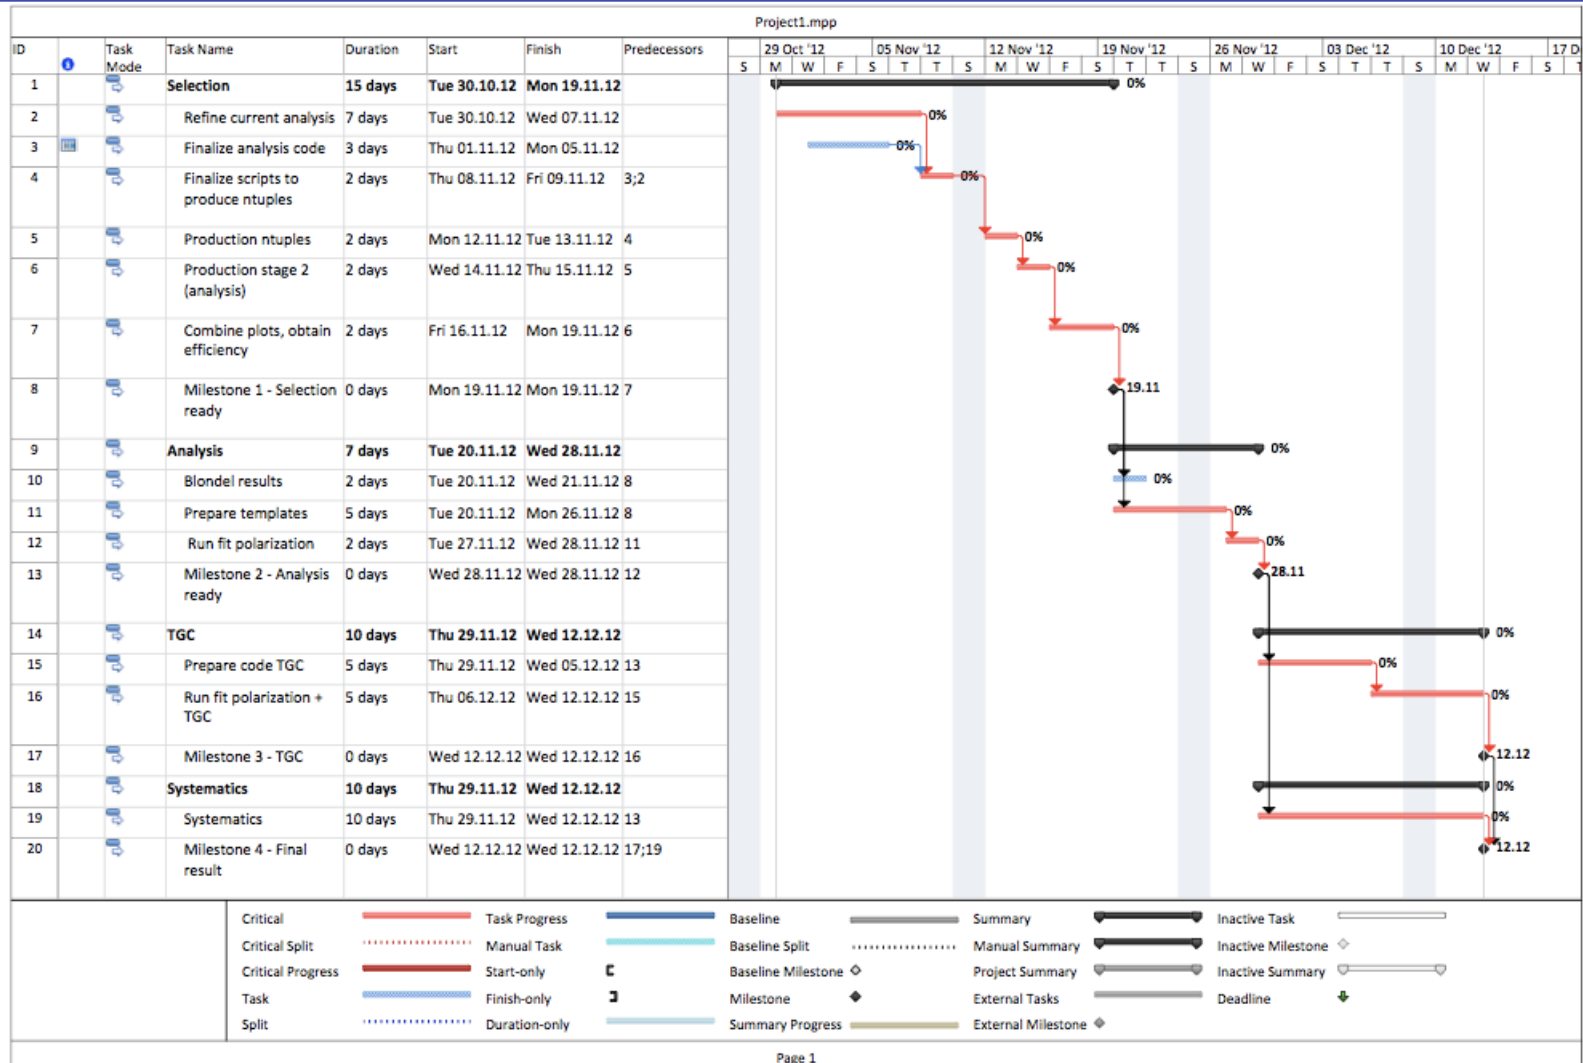 Project1.mpp
ID Task Mode Task Name Duration Start Finish Predecessors 29 Oct '12 05 Nov '12 12 Nov '12 19 Nov '12 26 Nov '12 03 Dec '12 10 Dec '12 17 D
S M W F S T T S M W F S T T S M W F S T T S M W F S T
1 Selection 15 days Tue 30.10.12 Mon 19.11.12 0%
2 Refine current analysis 7 days Tue 30.10.12 Wed 07.11.12 0%
3 Finalize analysis code 3 days Thu 01.11.12 Mon 05.11.12 0%
4 Finalize scripts to 2 days Thu 08.11.12 Fri 09.11.12 3;2 0%
produce ntuples
5 Production ntuples 2 days Mon 12.11.12 Tue 13.11.12 4 0%
6 Production stage 2 2 days Wed 14.11.12 Thu 15.11.12 5 0%
(analysis)
7 Combine plots, obtain 2 days Fri 16.11.12 Mon 19.11.12 6 0%
efficiency
8 Milestone 1 - Selection 0 days Mon 19.11.12 Mon 19.11.12 7 19.11
ready
9 Analysis 7 days Tue 20.11.12 Wed 28.11.12 0%
10 Blondel results 2 days Tue 20.11.12 Wed 21.11.12 8 0%
11 Prepare templates 5 days Tue 20.11.12 Mon 26.11.12 8 0%
12 Run fit polarization 2 days Tue 27.11.12 Wed 28.11.12 11 0%
13 Milestone 2 - Analysis 0 days Wed 28.11.12 Wed 28.11.12 12 28.11
ready
14 TGC 10 days Thu 29.11.12 Wed 12.12.12 0%
15 Prepare code TGC 5 days Thu 29.11.12 Wed 05.12.12 13 0%
16 Run fit polarization + 5 days Thu 06.12.12 Wed 12.12.12 15 0%
TGC
17 Milestone 3 - TGC 0 days Wed 12.12.12 Wed 12.12.12 16 12.12
18 Systematics 10 days Thu 29.11.12 Wed 12.12.12 0%
19 Systematics 10 days Thu 29.11.12 Wed 12.12.12 13 0%
20 Milestone 4 - Final 0 days Wed 12.12.12 Wed 12.12.12 17;19 12.12
result
Critical Task Progress Baseline Summary Inactive Task
Critical Split Manual Task Baseline Split Manual Summary Inactive Milestone
Critical Progress Start-only Baseline Milestone Project Summary Inactive Summary
Task Finish-only Milestone External Tasks Deadline
Split Duration-only Summary Progress External Milestone
Page 1